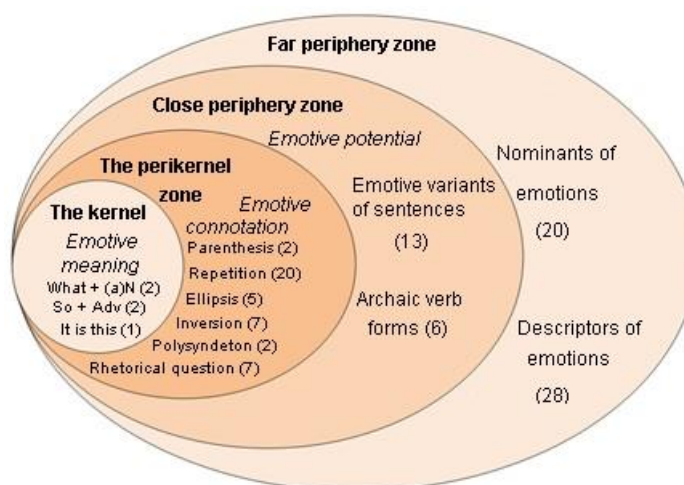 Far periphery zone
Close periphery zone
Emotive potential
The perikernel
zone
Emotive
connotation
Parenthesis (2)
Repetition (20)
Ellipsis (5)
Inversion (7)
Polysyndeton (2)
Rhetorical question (7)
The kernel
Emotive
meaning
What + (a)N (2)
So + Adv (2)
It is this (1)
Emotive variants
of sentences
(13)
Archaic verb
forms (6)
Nominants of
emotions
(20)
Descriptors of
emotions
(28)